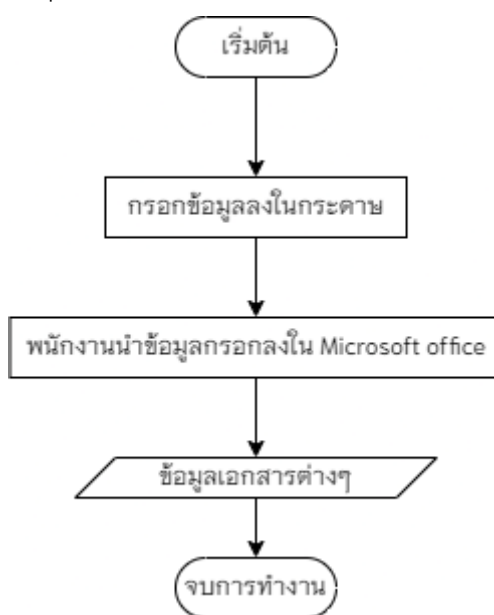 เริ่มต้น
กรอกข้อมูลลงในกระดาษ
พนักงานนำข้อมูลกรอกลงใน Microsoft office
ข้อมูลเอกสารต่างๆ
จบการทำงาน